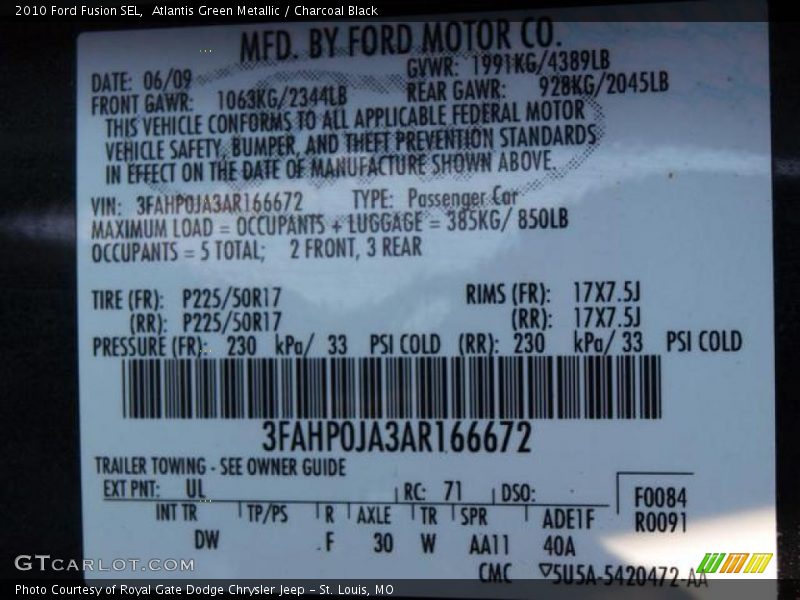 2010 Ford Fusion SEL,  Atlantis Green Metallic / Charcoal Black
MFD. BY FORD MOTOR CO.
DATE: 06/09 GVWR: 1991KG/4389LB
FRONT GAWR: 1063KG/2344LB REAR GAWR: 928KG/2045LB
THIS VEHICLE CONFORMS TO ALL APPLICABLE FEDERAL MOTOR
VEHICLE SAFETY, BUMPER, AND THEFT PREVENTION STANDARDS
IN EFFECT ON THE DATE OF MANUFACTURE SHOWN ABOVE.
VIN: 3FAHP0JA3AR166672 TYPE: Passenger Car
MAXIMUM LOAD = OCCUPANTS + LUGGAGE = 385KG/ 850LB
OCCUPANTS = 5 TOTAL; 2 FRONT, 3 REAR
TIRE (FR): P225/50R17 RIMS (FR): 17X7.5J
(RR): P225/50R17 (RR): 17X7.5J
PRESSURE (FR): 230 kPa/ 33 PSI COLD (RR): 230 kPa/ 33 PSI COLD
3FAHP0JA3AR166672
TRAILER TOWING - SEE OWNER GUIDE
EXT PNT: UL RC: 71 DSO: F0084
INT TR TP/PS R AXLE TR SPR ADE1F R0091
DW F 30 W AA11 40A
CMC ▽5U5A-5420472-AA
GTCARLOT.COM
Photo Courtesy of Royal Gate Dodge Chrysler Jeep – St. Louis, MO